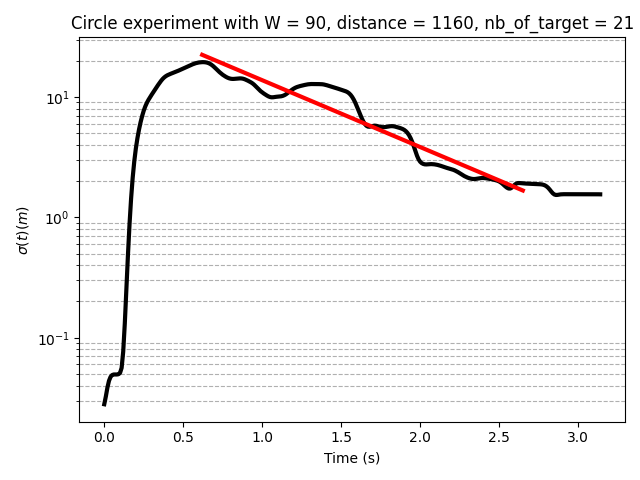 Circle experiment with W = 90, distance = 1160, nb_of_target = 21
σ(t)(m)
10¹
10⁰
10⁻¹
0.0 0.5 1.0 1.5 2.0 2.5 3.0
Time (s)